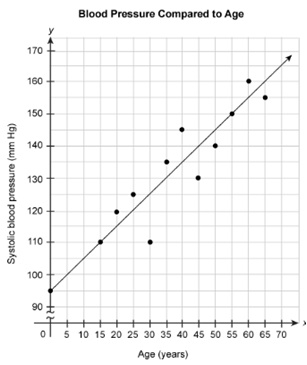 Blood Pressure Compared to Age
y
170
160
150
140
130
120
110
100
90
Systolic blood pressure (mm Hg)
0 5 10 15 20 25 30 35 40 45 50 55 60 65 70
x
Age (years)